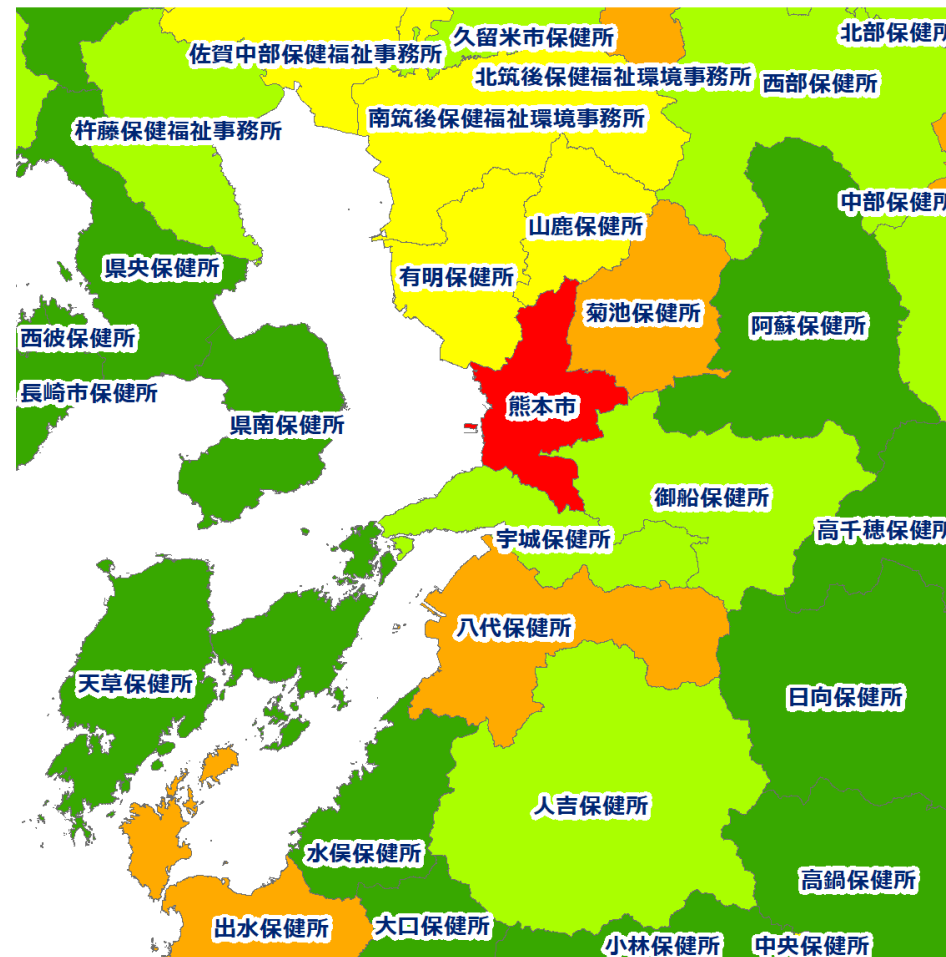 久留米市保健所
北部保健所
佐賀中部保健福祉事務所
北筑後保健福祉環境事務所
西部保健所
南筑後保健福祉環境事務所
杵藤保健福祉事務所
中部保健所
山鹿保健所
県央保健所
有明保健所
菊池保健所
阿蘇保健所
西彼保健所
長崎市保健所
熊本市
県南保健所
御船保健所
高千穂保健所
宇城保健所
八代保健所
天草保健所
日向保健所
人吉保健所
水俣保健所
高鍋保健所
出水保健所
大口保健所
小林保健所
中央保健所